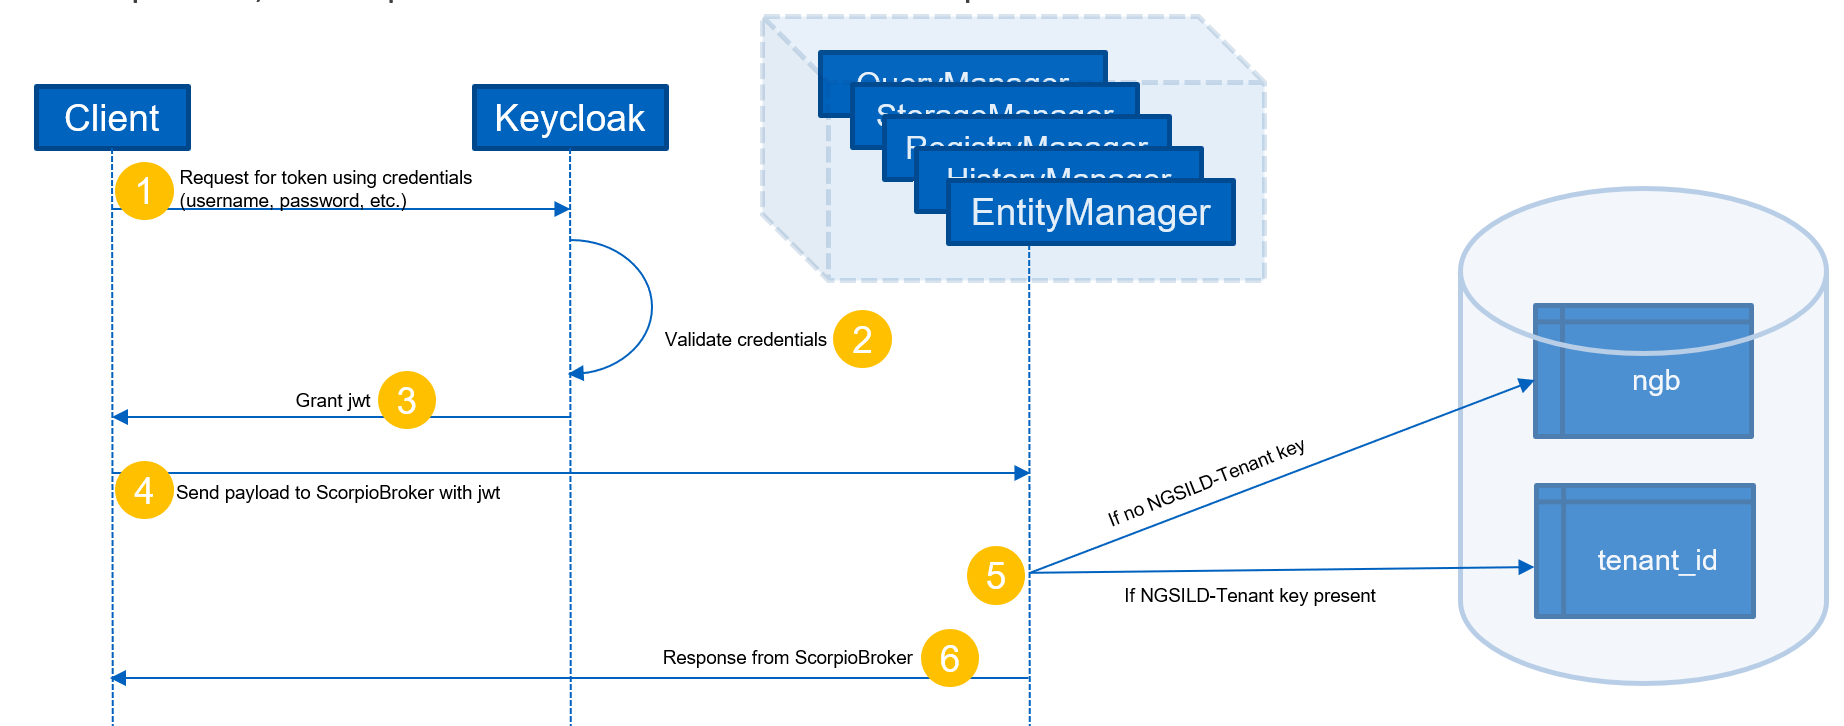 Client
Keycloak
QueryManager
StorageManager
RegistryManager
HistoryManager
EntityManager
1
Request for token using credentials
(username, password, etc.)
Validate credentials
2
Grant jwt
3
ngb
If no NGSILD-Tenant key
4
Send payload to ScorpioBroker with jwt
5
tenant_id
If NGSILD-Tenant key present
Response from ScorpioBroker
6